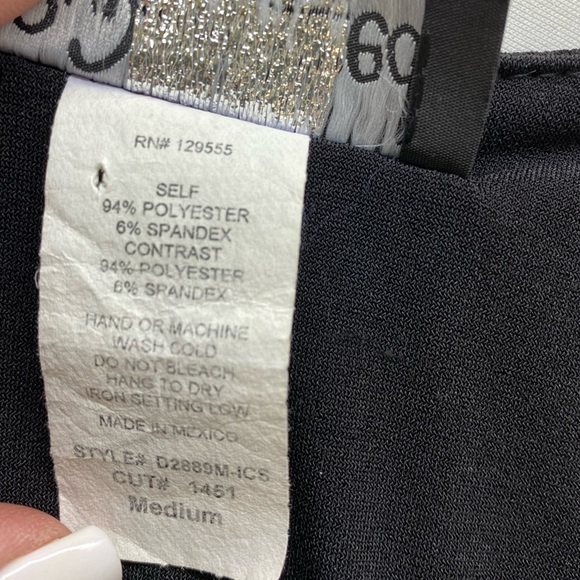 RN# 129555
SELF
94% POLYESTER
6% SPANDEX
CONTRAST
94% POLYESTER
6% SPANDEX
HAND OR MACHINE
WASH COLD
DO NOT BLEACH
HANG TO DRY
IRON SETTING LOW
MADE IN MEXICO
STYLE# D2889M-ICS
CUT# 1451
Medium